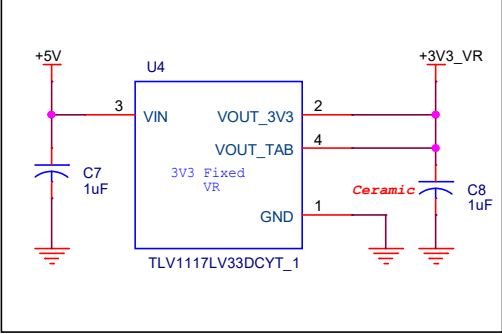 +5V
+3V3_VR
U4
3
VIN
VOUT_3V3
2
VOUT_TAB
4
3V3 Fixed
VR
C7
1uF
Ceramic
C8
1uF
GND
1
TLV1117LV33DCYT_1